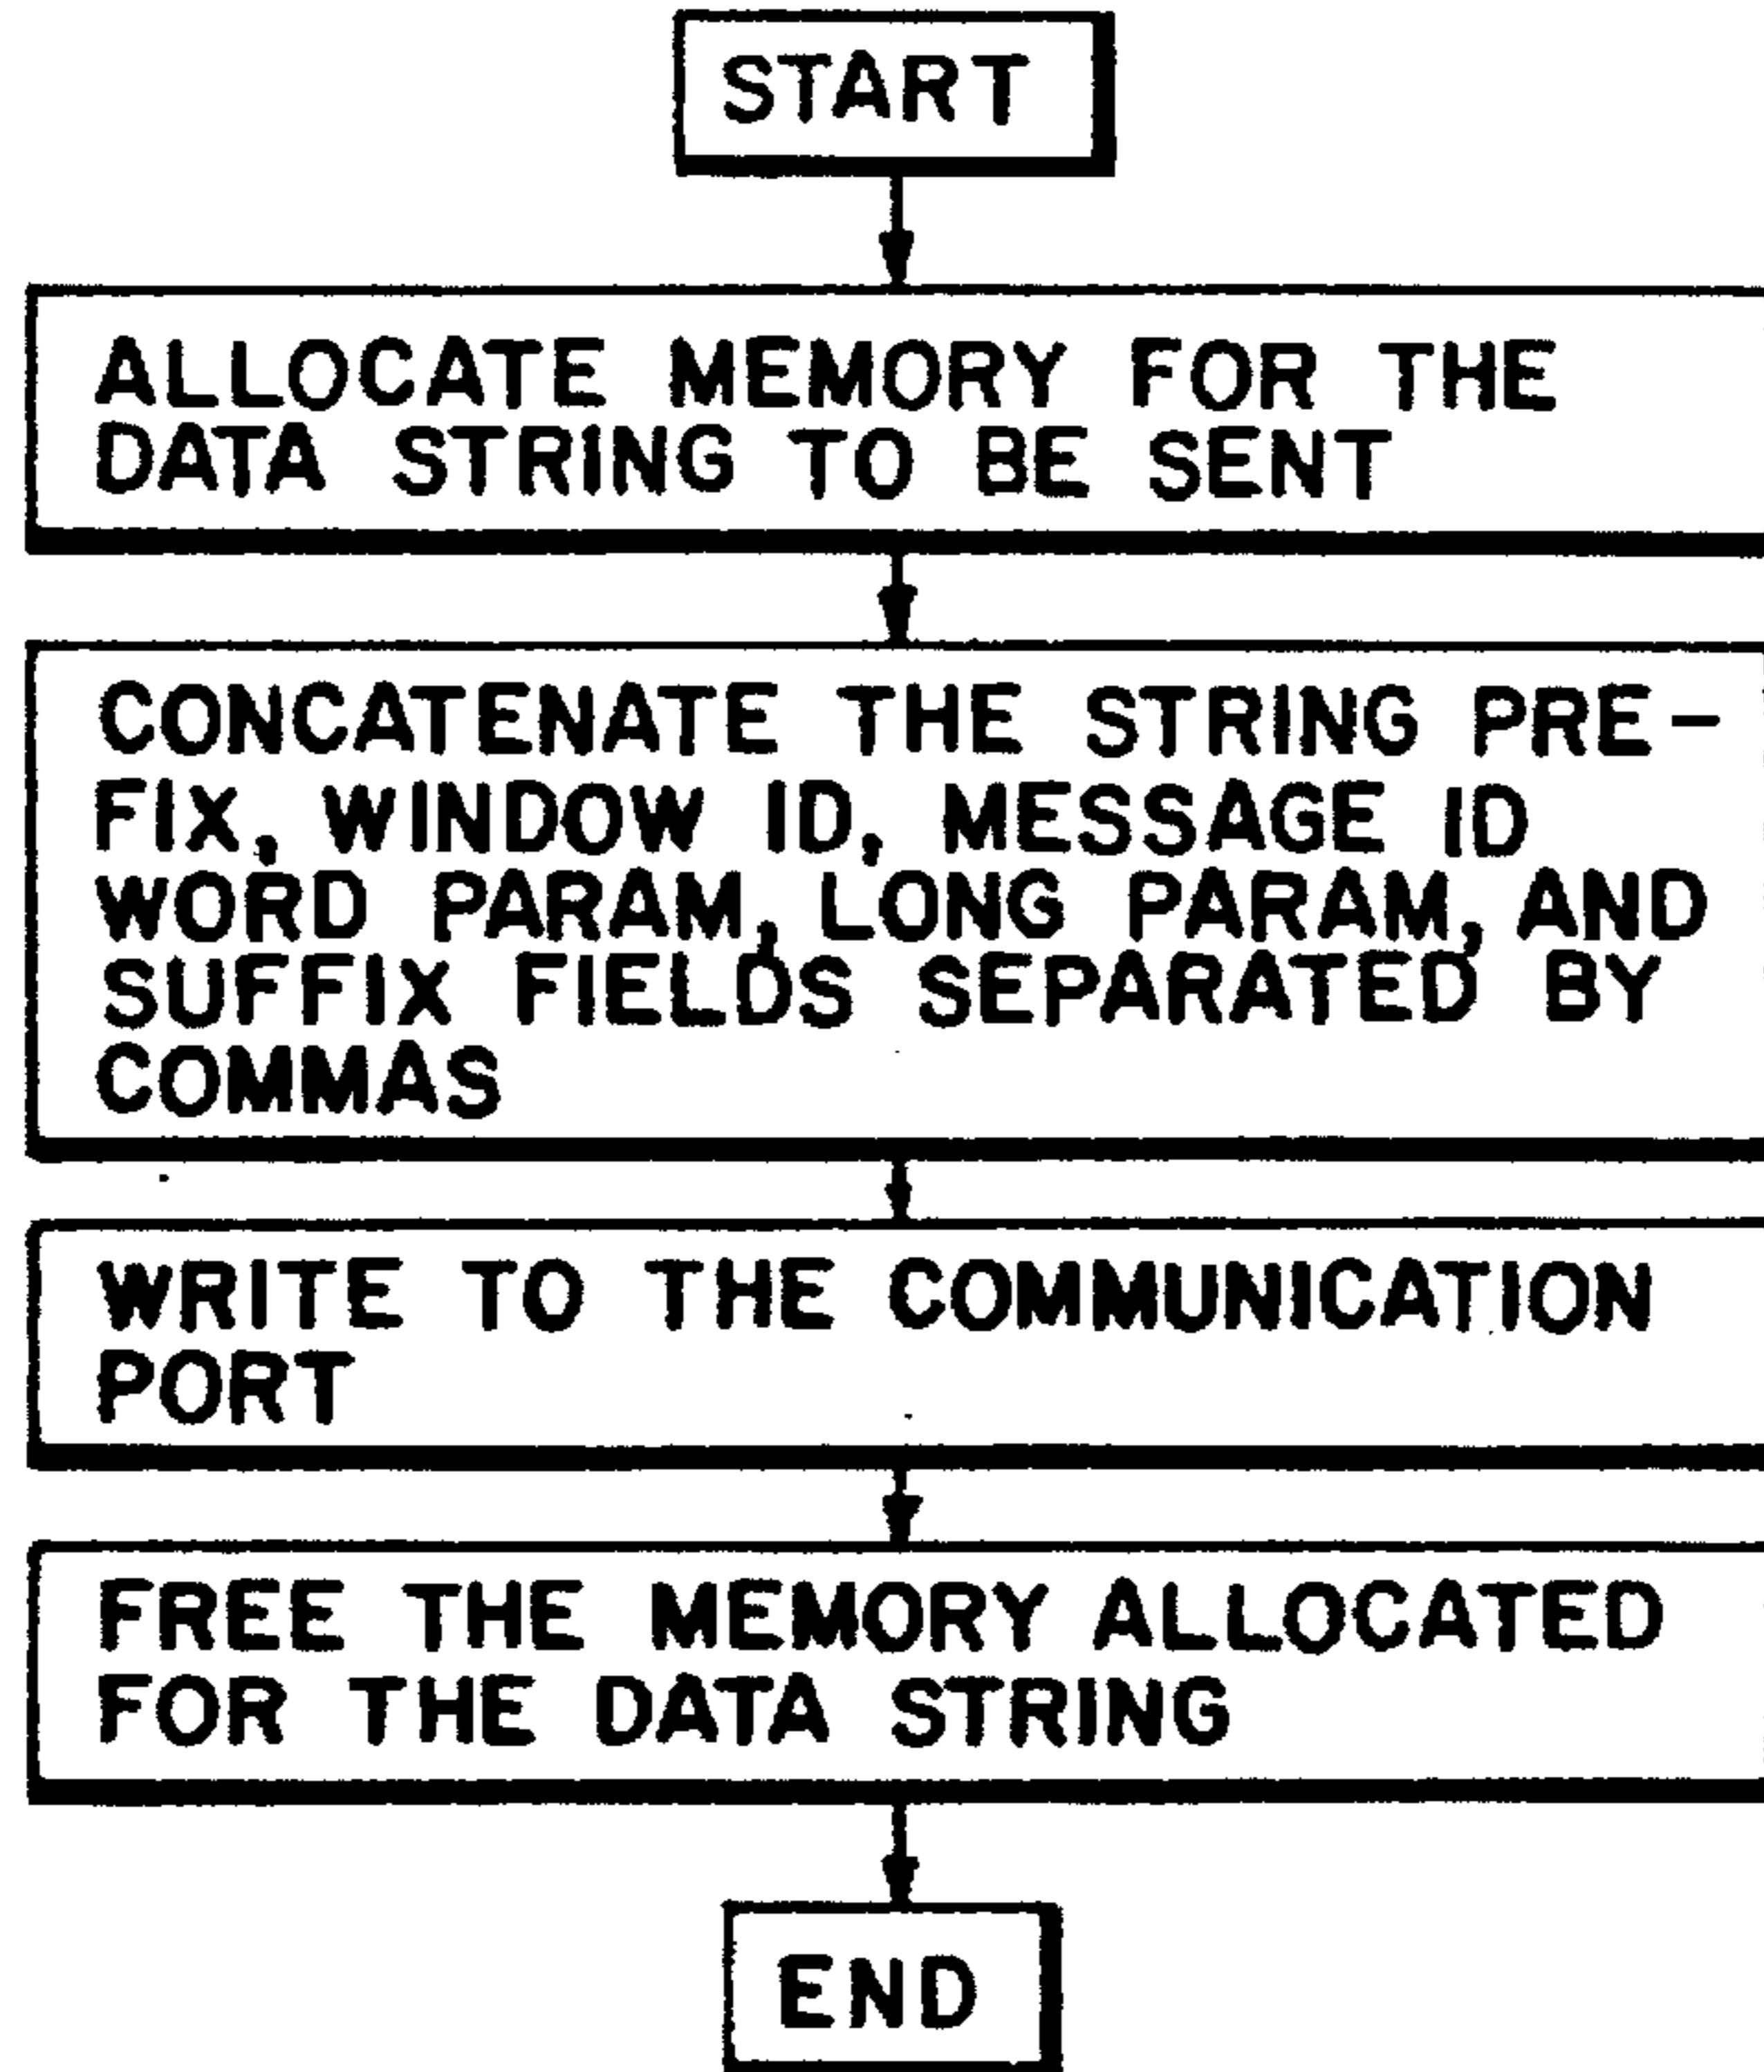 START
ALLOCATE MEMORY FOR THE
DATA STRING TO BE SENT
CONCATENATE THE STRING PRE-
FIX, WINDOW ID, MESSAGE ID
WORD PARAM, LONG PARAM, AND
SUFFIX FIELDS SEPARATED BY
COMMAS
WRITE TO THE COMMUNICATION
PORT
FREE THE MEMORY ALLOCATED
FOR THE DATA STRING
END